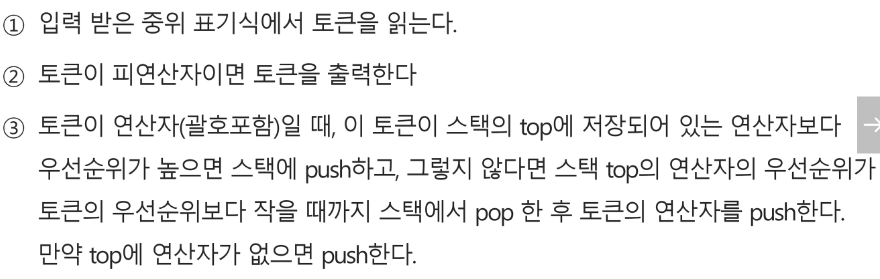 ① 입력 받은 중위 표기식에서 토큰을 읽는다.
② 토큰이 피연산자이면 토큰을 출력한다
③ 토큰이 연산자(괄호포함)일 때, 이 토큰이 스택의 top에 저장되어 있는 연산자보다
우선순위가 높으면 스택에 push하고, 그렇지 않다면 스택 top의 연산자의 우선순위가
토큰의 우선순위보다 작을 때까지 스택에서 pop 한 후 토큰의 연산자를 push한다.
만약 top에 연산자가 없으면 push한다.